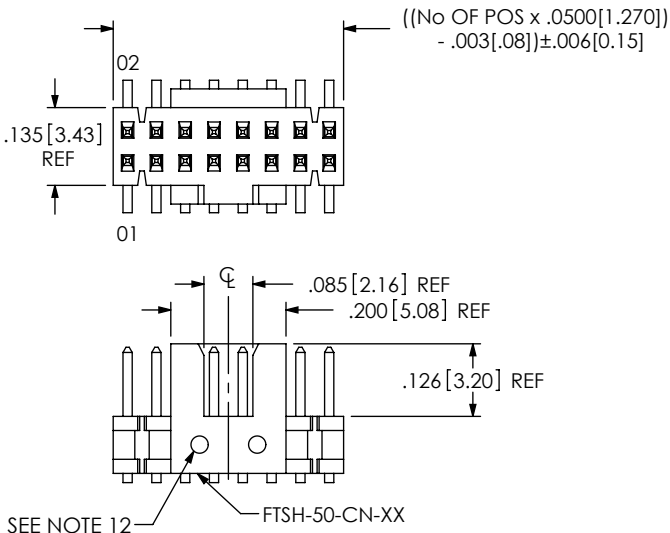 ((No OF POS x .0500[1.270])
- .003[.08])±.006[0.15]
02
.135[3.43]
REF
01
℄
.085[2.16] REF
.200[5.08] REF
.126[3.20] REF
SEE NOTE 12
FTSH-50-CN-XX